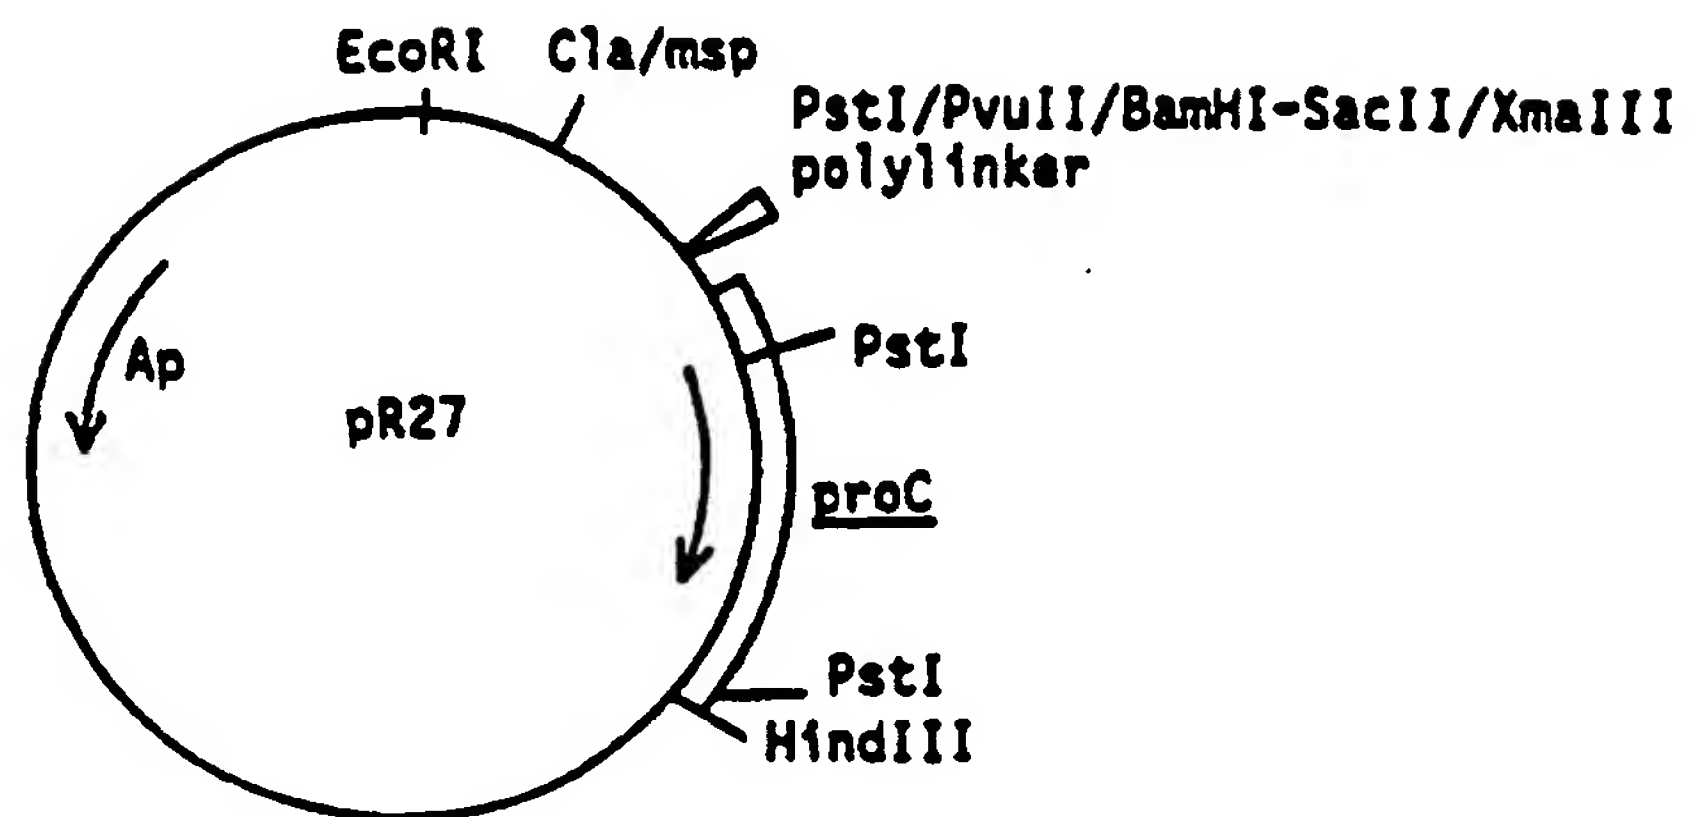 EcoRI
Cla/msp
PstI/PvuII/BamHI-SacII/XmaIII
polylinker
PstI
Ap
pR27
proC
PstI
HindIII